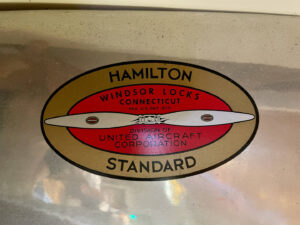 HAMILTON
WINDSOR LOCKS
CONNECTICUT
DIVISION OF
UNITED AIRCRAFT
CORPORATION
STANDARD